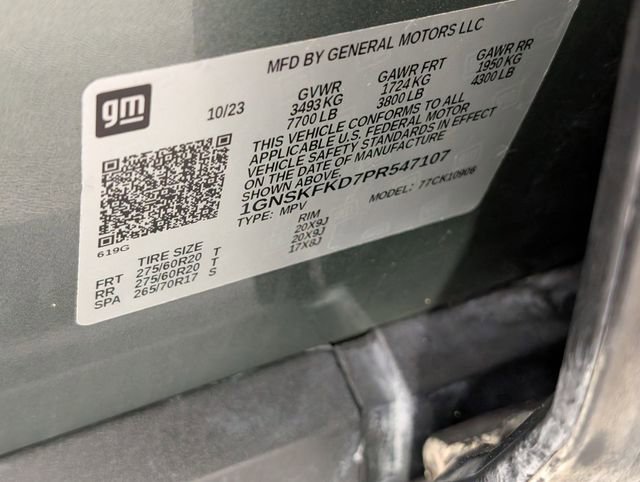 MFD BY GENERAL MOTORS LLC
gm
10/23
GVWR GAWR FRT GAWR RR
3493 KG 1724 KG 1950 KG
7700 LB 3800 LB 4300 LB
THIS VEHICLE CONFORMS TO ALL
APPLICABLE U.S. FEDERAL MOTOR
VEHICLE SAFETY STANDARDS IN EFFECT
ON THE DATE OF MANUFACTURE
SHOWN ABOVE.
1GNSKFKD7PR547107
TYPE: MPV MODEL: 77CK10906
619G
TIRE SIZE RIM
FRT 275/60R20 T 20X9J
RR 275/60R20 T 20X9J
SPA 265/70R17 S 17X8J